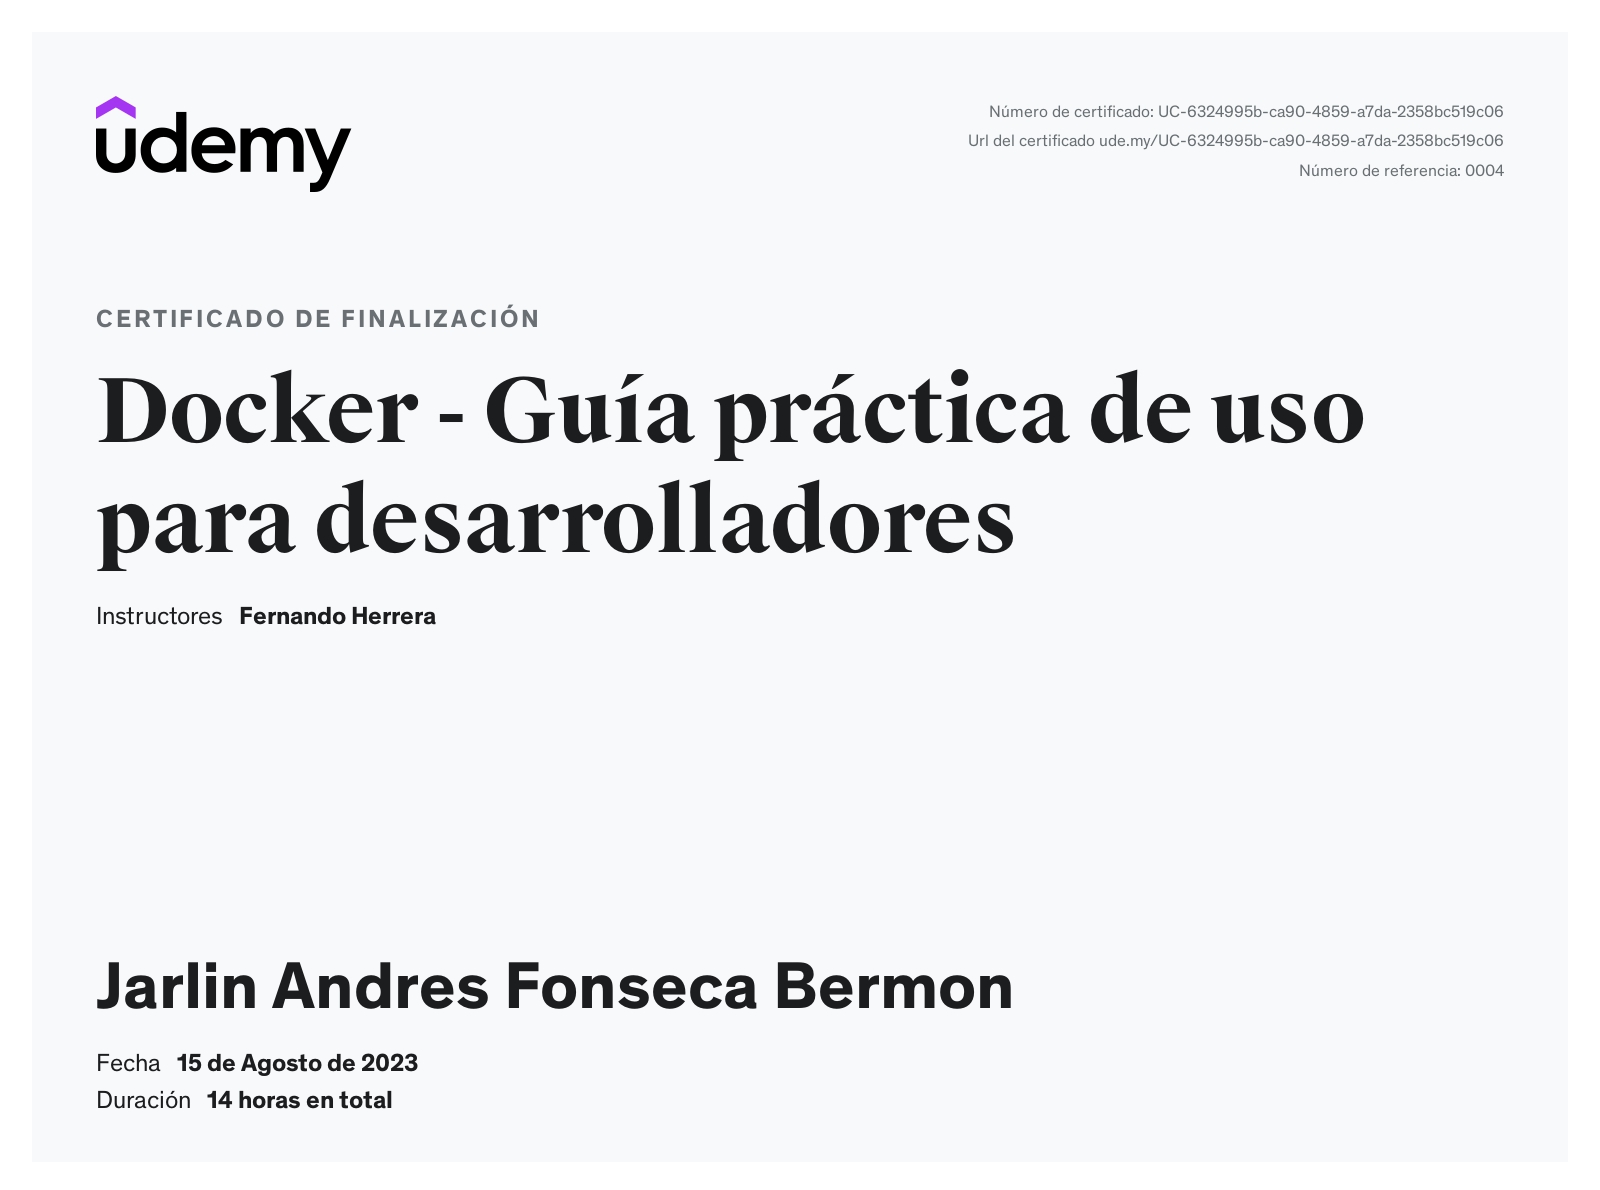 udemy
Número de certificado: UC-6324995b-ca90-4859-a7da-2358bc519c06
Url del certificado ude.my/UC-6324995b-ca90-4859-a7da-2358bc519c06
Número de referencia: 0004
CERTIFICADO DE FINALIZACIÓN
Docker - Guía práctica de uso
para desarrolladores
Instructores Fernando Herrera
Jarlin Andres Fonseca Bermon
Fecha 15 de Agosto de 2023
Duración 14 horas en total